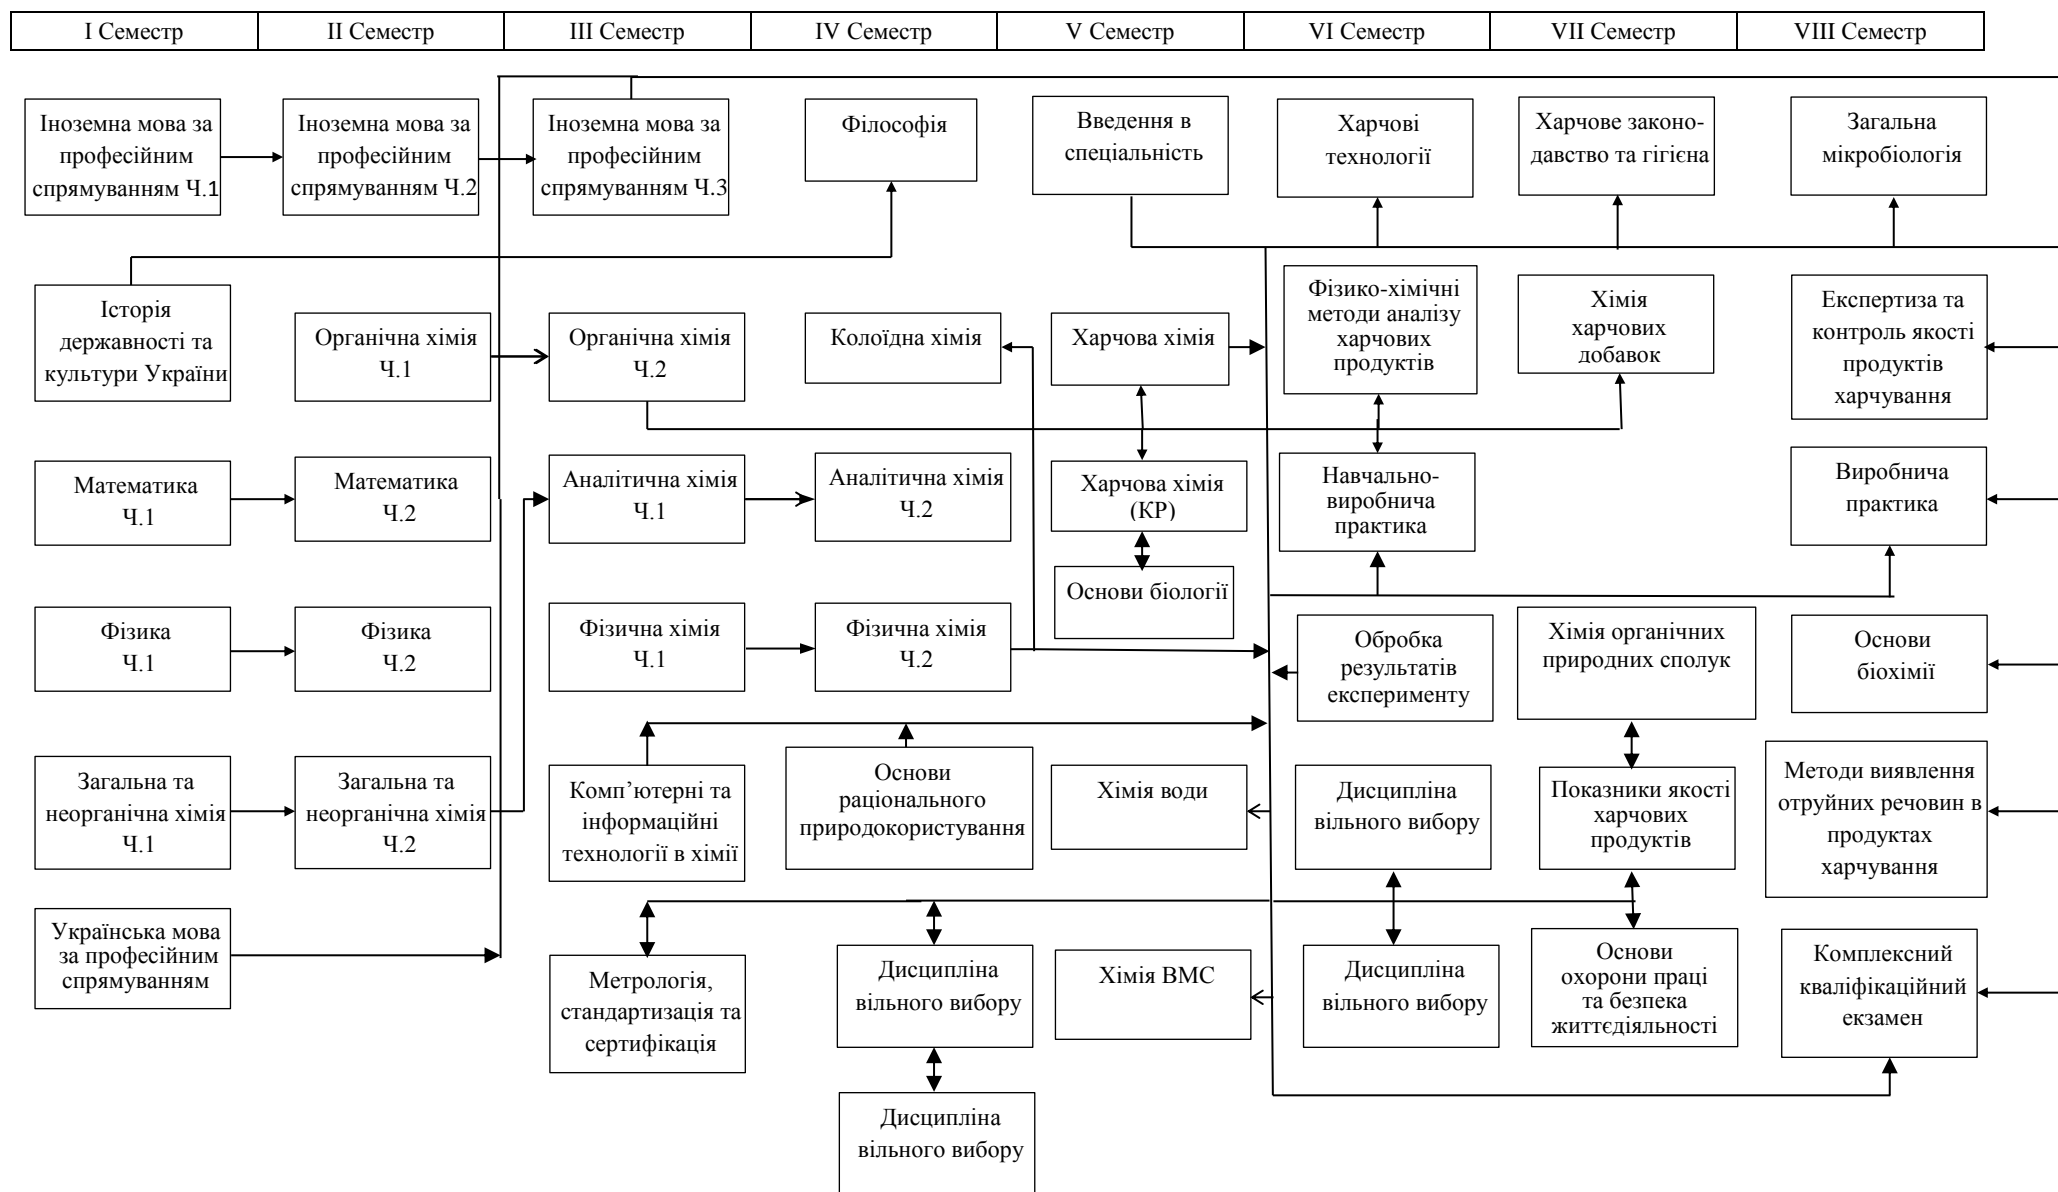 I Семестр
II Семестр
III Семестр
IV Семестр
V Семестр
VI Семестр
VII Семестр
VIII Семестр
Іноземна мова за
професійним
спрямуванням Ч.1
Іноземна мова за
професійним
спрямуванням Ч.2
Іноземна мова за
професійним
спрямуванням Ч.3
Філософія
Введення в
спеціальність
Харчові
технології
Харчове законо-
давство та гігієна
Загальна
мікробіологія
Історія
державності та
культури України
Органічна хімія
Ч.1
Органічна хімія
Ч.2
Колоїдна хімія
Харчова хімія
Фізико-хімічні
методи аналізу
харчових
продуктів
Хімія
харчових
добавок
Експертиза та
контроль якості
продуктів
харчування
Математика
Ч.1
Математика
Ч.2
Аналітична хімія
Ч.1
Аналітична хімія
Ч.2
Харчова хімія
(КР)
Навчально-
виробнича
практика
Виробнича
практика
Основи біології
Фізика
Ч.1
Фізика
Ч.2
Фізична хімія
Ч.1
Фізична хімія
Ч.2
Обробка
результатів
експерименту
Хімія органічних
природних сполук
Основи
біохімії
Загальна та
неорганічна хімія
Ч.1
Загальна та
неорганічна хімія
Ч.2
Комп’ютерні та
інформаційні
технології в хімії
Основи
раціонального
природокористування
Хімія води
Дисципліна
вільного вибору
Показники якості
харчових
продуктів
Методи виявлення
отруйних речовин в
продуктах
харчування
Українська мова
за професійним
спрямуванням
Метрологія,
стандартизація та
сертифікація
Дисципліна
вільного вибору
Хімія ВМС
Дисципліна
вільного вибору
Основи
охорони праці
та безпека
життєдіяльності
Комплексний
кваліфікаційний
екзамен
Дисципліна
вільного вибору